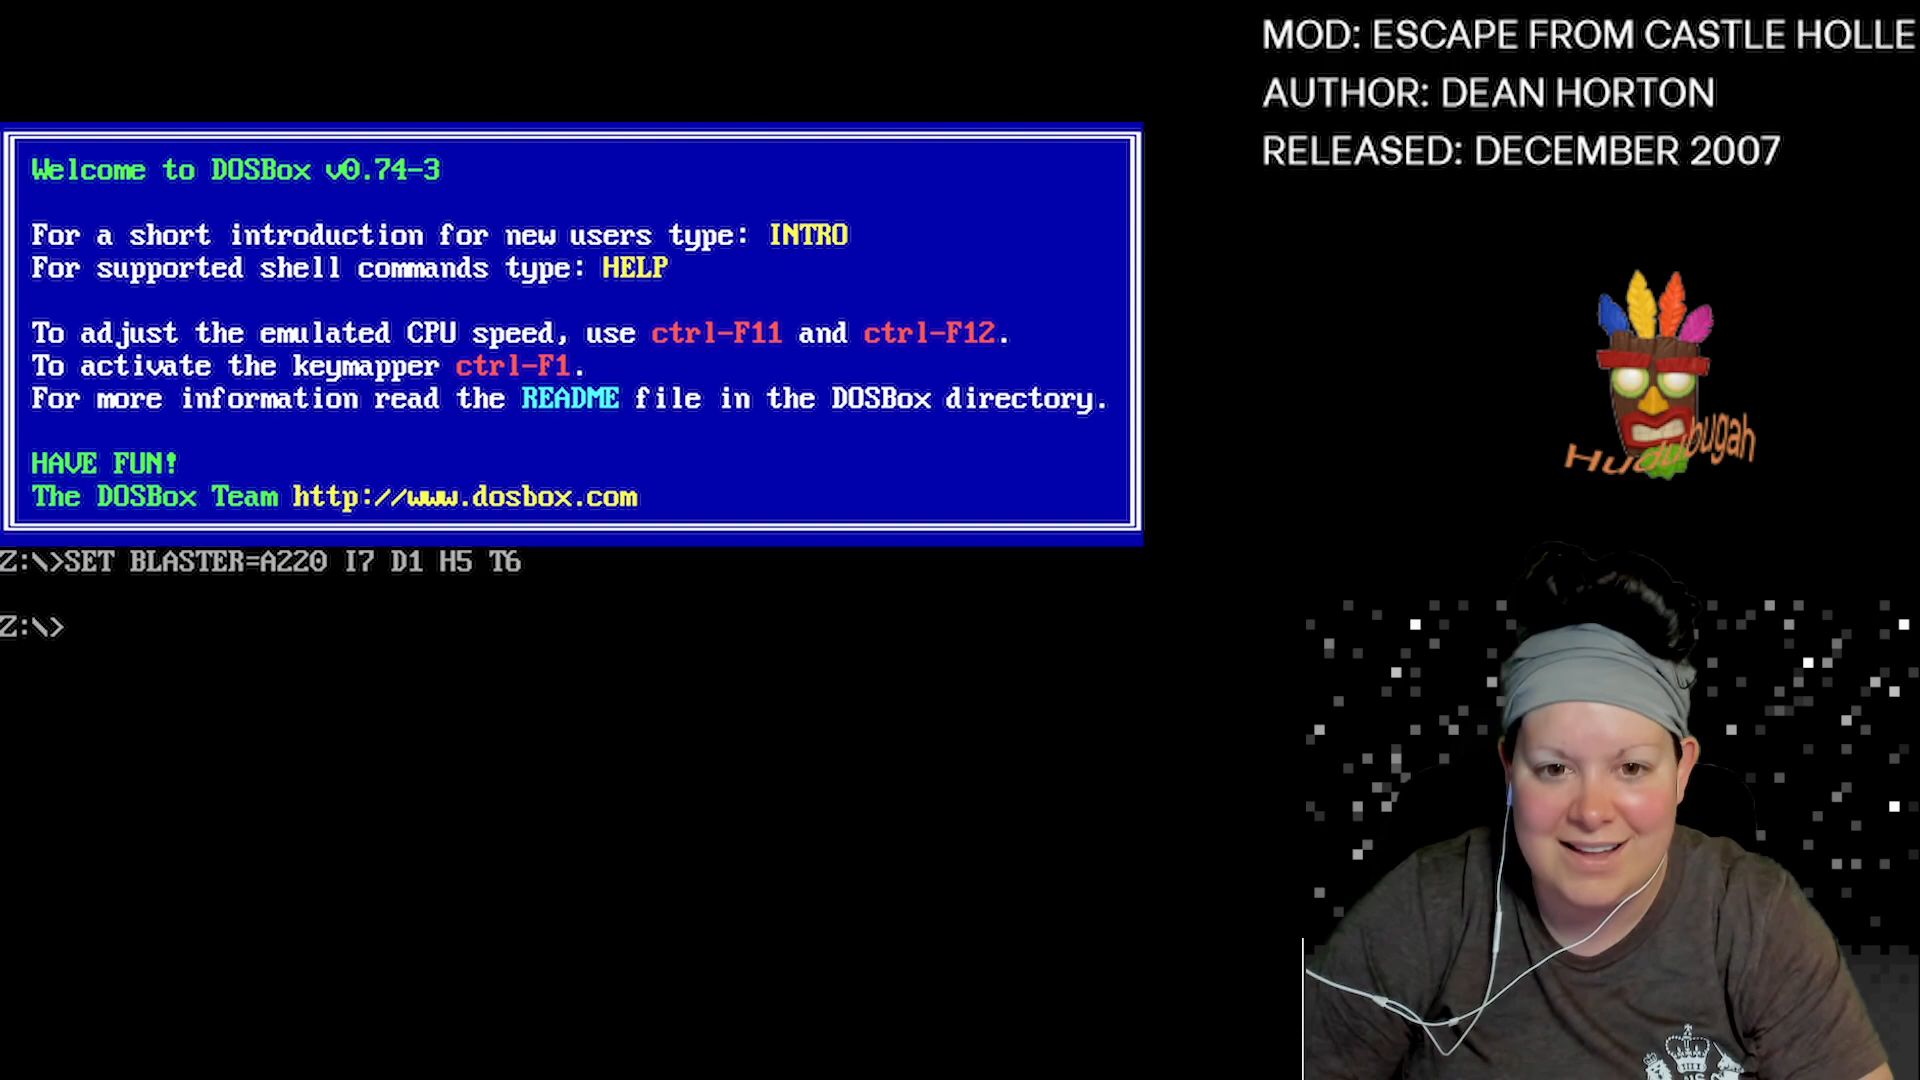 MOD: ESCAPE FROM CASTLE HOLLE
AUTHOR: DEAN HORTON
RELEASED: DECEMBER 2007
Welcome to DOSBox v0.74-3
For a short introduction for new users type: INTRO
For supported shell commands type: HELP
To adjust the emulated CPU speed, use ctrl-F11 and ctrl-F12.
To activate the keymapper ctrl-F1.
For more information read the README file in the DOSBox directory.
HAVE FUN!
The DOSBox Team http://www.dosbox.com
Z:\>SET BLASTER=A220 I7 D1 H5 T6
Z:\>
Hudubugah